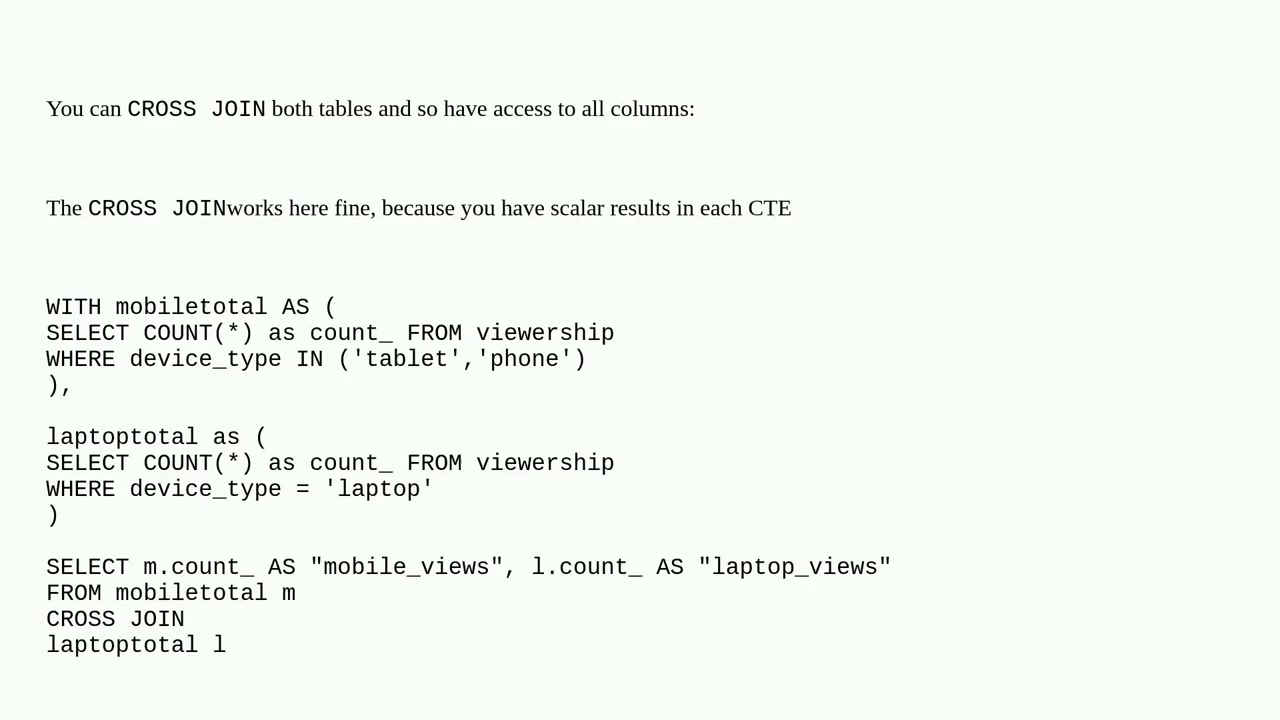 You can CROSS JOIN both tables and so have access to all columns:
The CROSS JOINworks here fine, because you have scalar results in each CTE
WITH mobiletotal AS (
SELECT COUNT(*) as count_ FROM viewership
WHERE device_type IN ('tablet','phone')
),
laptoptotal as (
SELECT COUNT(*) as count_ FROM viewership
WHERE device_type = 'laptop'
)
SELECT m.count_ AS "mobile_views", l.count_ AS "laptop_views"
FROM mobiletotal m
CROSS JOIN
laptoptotal l